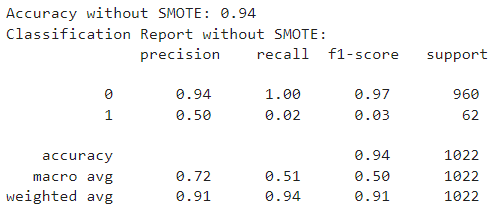 Accuracy without SMOTE: 0.94
Classification Report without SMOTE:
precision recall f1-score support
0 0.94 1.00 0.97 960
1 0.50 0.02 0.03 62
accuracy 0.94 1022
macro avg 0.72 0.51 0.50 1022
weighted avg 0.91 0.94 0.91 1022